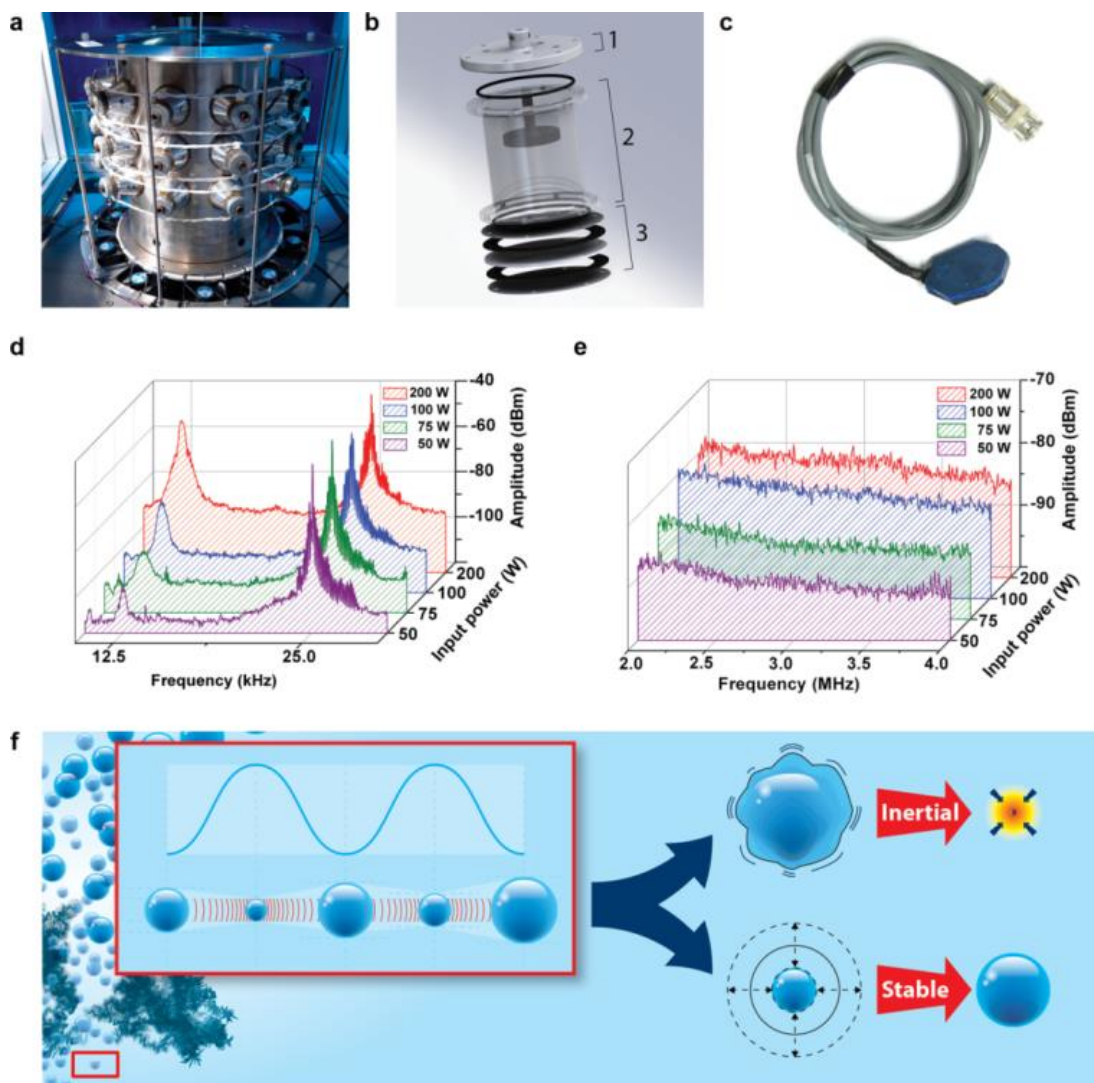 a
b
c
1
2
3
d
-40
-60
-80
-100
Amplitude (dBm)
200 W
100 W
75 W
50 W
200
100
75
50
Input power (W)
12.5
25.0
Frequency (kHz)
e
-70
-80
-90
Amplitude (dBm)
200 W
100 W
75 W
50 W
200
100
75
50
Input power (W)
2.0
2.5
3.0
3.5
4.0
Frequency (MHz)
f
Inertial
Stable